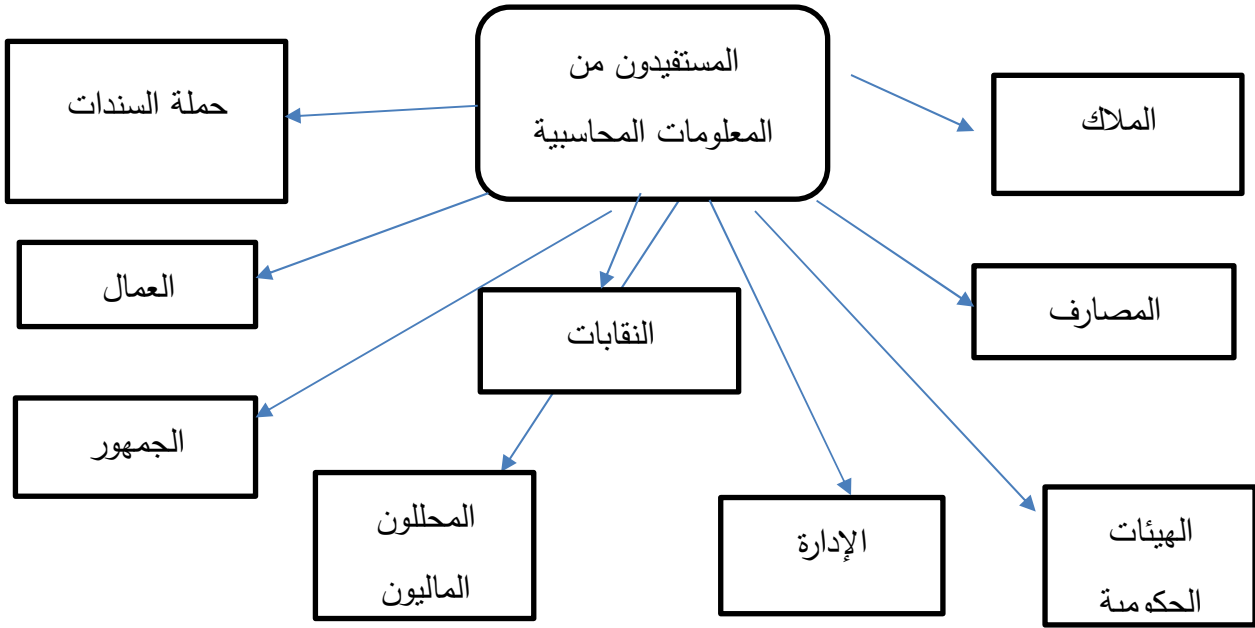 المستفيدون من
المعلومات المحاسبية
الملاك
حملة السندات
العمال
المصارف
النقابات
الجمهور
المحللون
الماليون
الإدارة
الهيئات
الحكومية